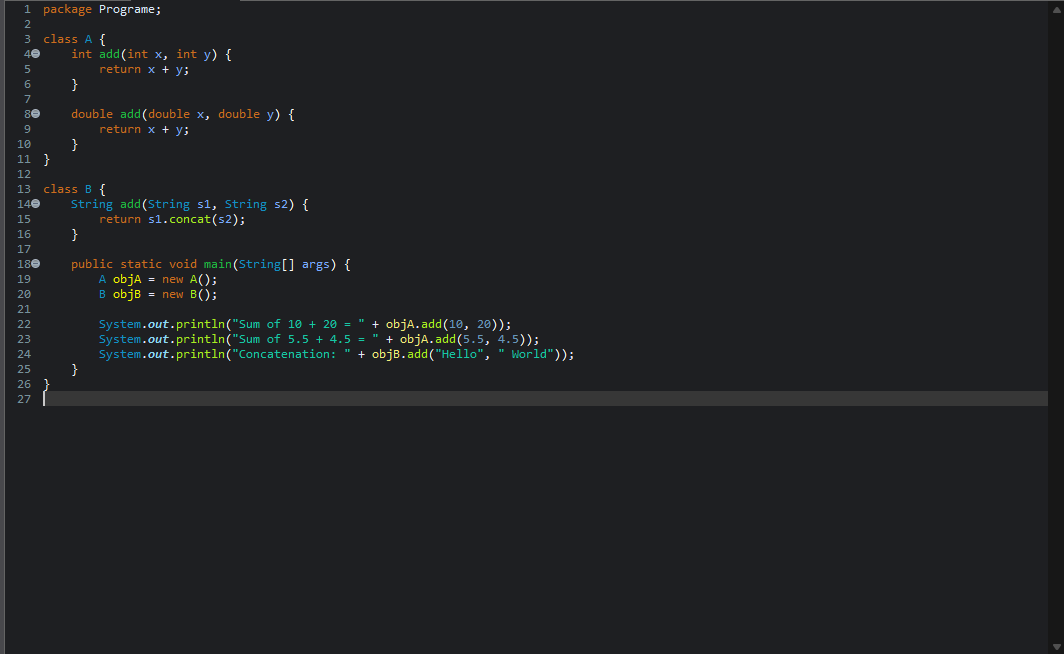 1 package Programe;
2
3 class A {
4     int add(int x, int y) {
5         return x + y;
6     }
7
8     double add(double x, double y) {
9         return x + y;
10     }
11 }
12
13 class B {
14     String add(String s1, String s2) {
15         return s1.concat(s2);
16     }
17
18     public static void main(String[] args) {
19         A objA = new A();
20         B objB = new B();
21
22         System.out.println("Sum of 10 + 20 = " + objA.add(10, 20));
23         System.out.println("Sum of 5.5 + 4.5 = " + objA.add(5.5, 4.5));
24         System.out.println("Concatenation: " + objB.add("Hello", " World"));
25     }
26 }
27